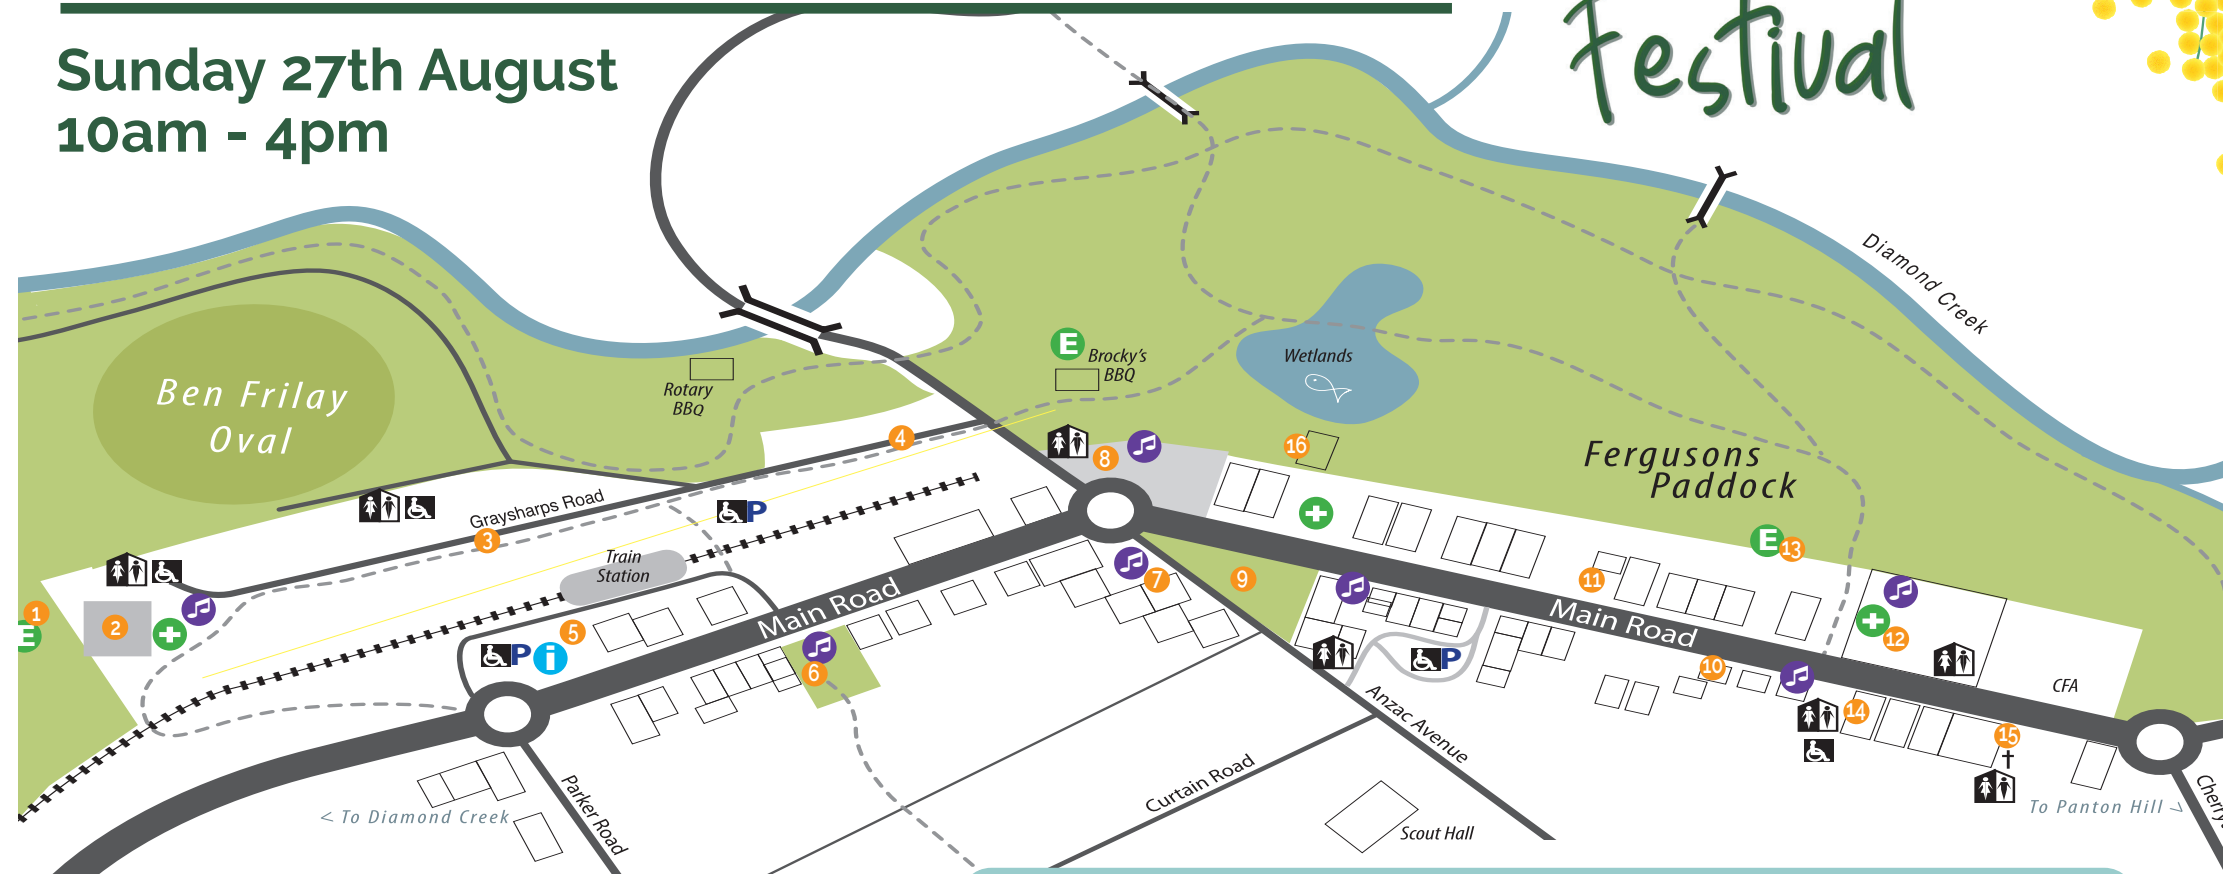 Festival
Sunday 27th August
10am - 4pm
Diamond Creek
Ben Frilay
Oval
Rotary
BBQ
E
Brocky's
BBQ
Wetlands
Fergusons
Paddock
4
8
16
Graysharps Road
3
P
Train
Station
E
13
1
E
2
5
P
i
Main Road
6
7
9
11
Main Road
10
12
CFA
P
14
15
Anzac Avenue
Curtain Road
Scout Hall
Parker Road
< To Diamond Creek
To Panton Hill >